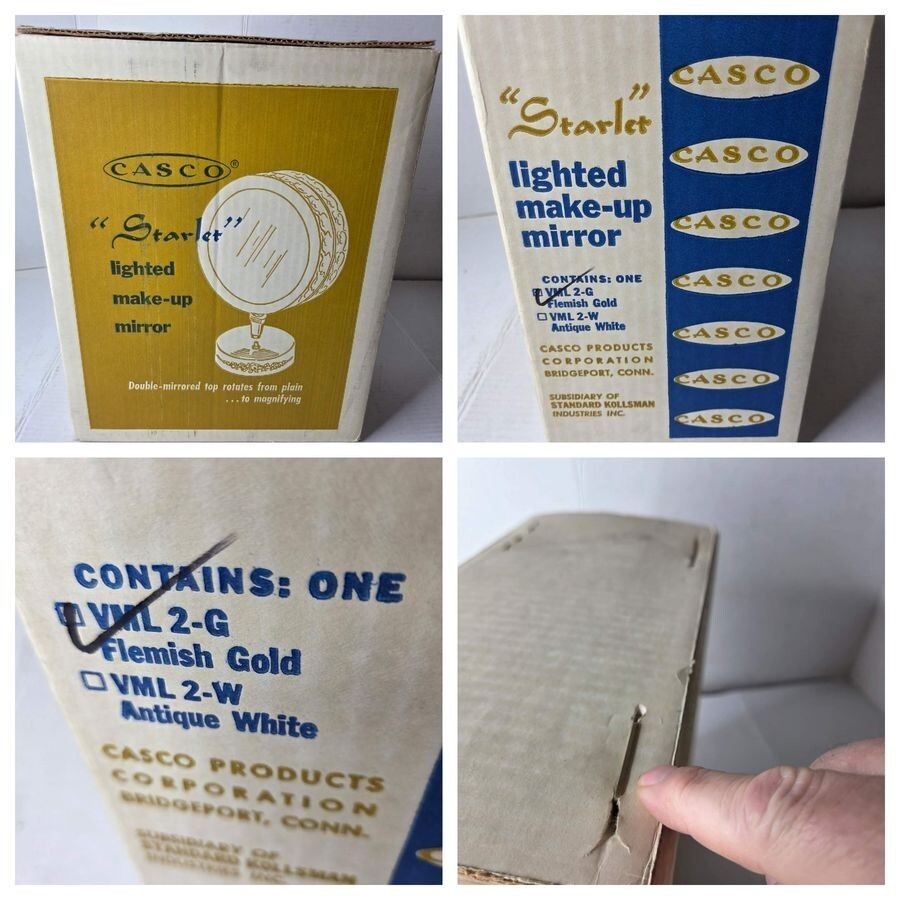 CASCO®
"Starlet"
lighted
make-up
mirror
Double-mirrored top rotates from plain
...to magnifying
"Starlet"
lighted
make-up
mirror
CONTAINS: ONE
VML 2-G
Flemish Gold
VML 2-W
Antique White
CASCO PRODUCTS
CORPORATION
BRIDGEPORT, CONN.
SUBSIDIARY OF
STANDARD KOLLSMAN
INDUSTRIES INC.
CASCO
CASCO
CASCO
CASCO
CASCO
CASCO
CASCO
CONTAINS: ONE
VML 2-G
Flemish Gold
VML 2-W
Antique White
CASCO PRODUCTS
CORPORATION
BRIDGEPORT, CONN.
SUBSIDIARY OF
STANDARD KOLLSMAN
INDUSTRIES INC.